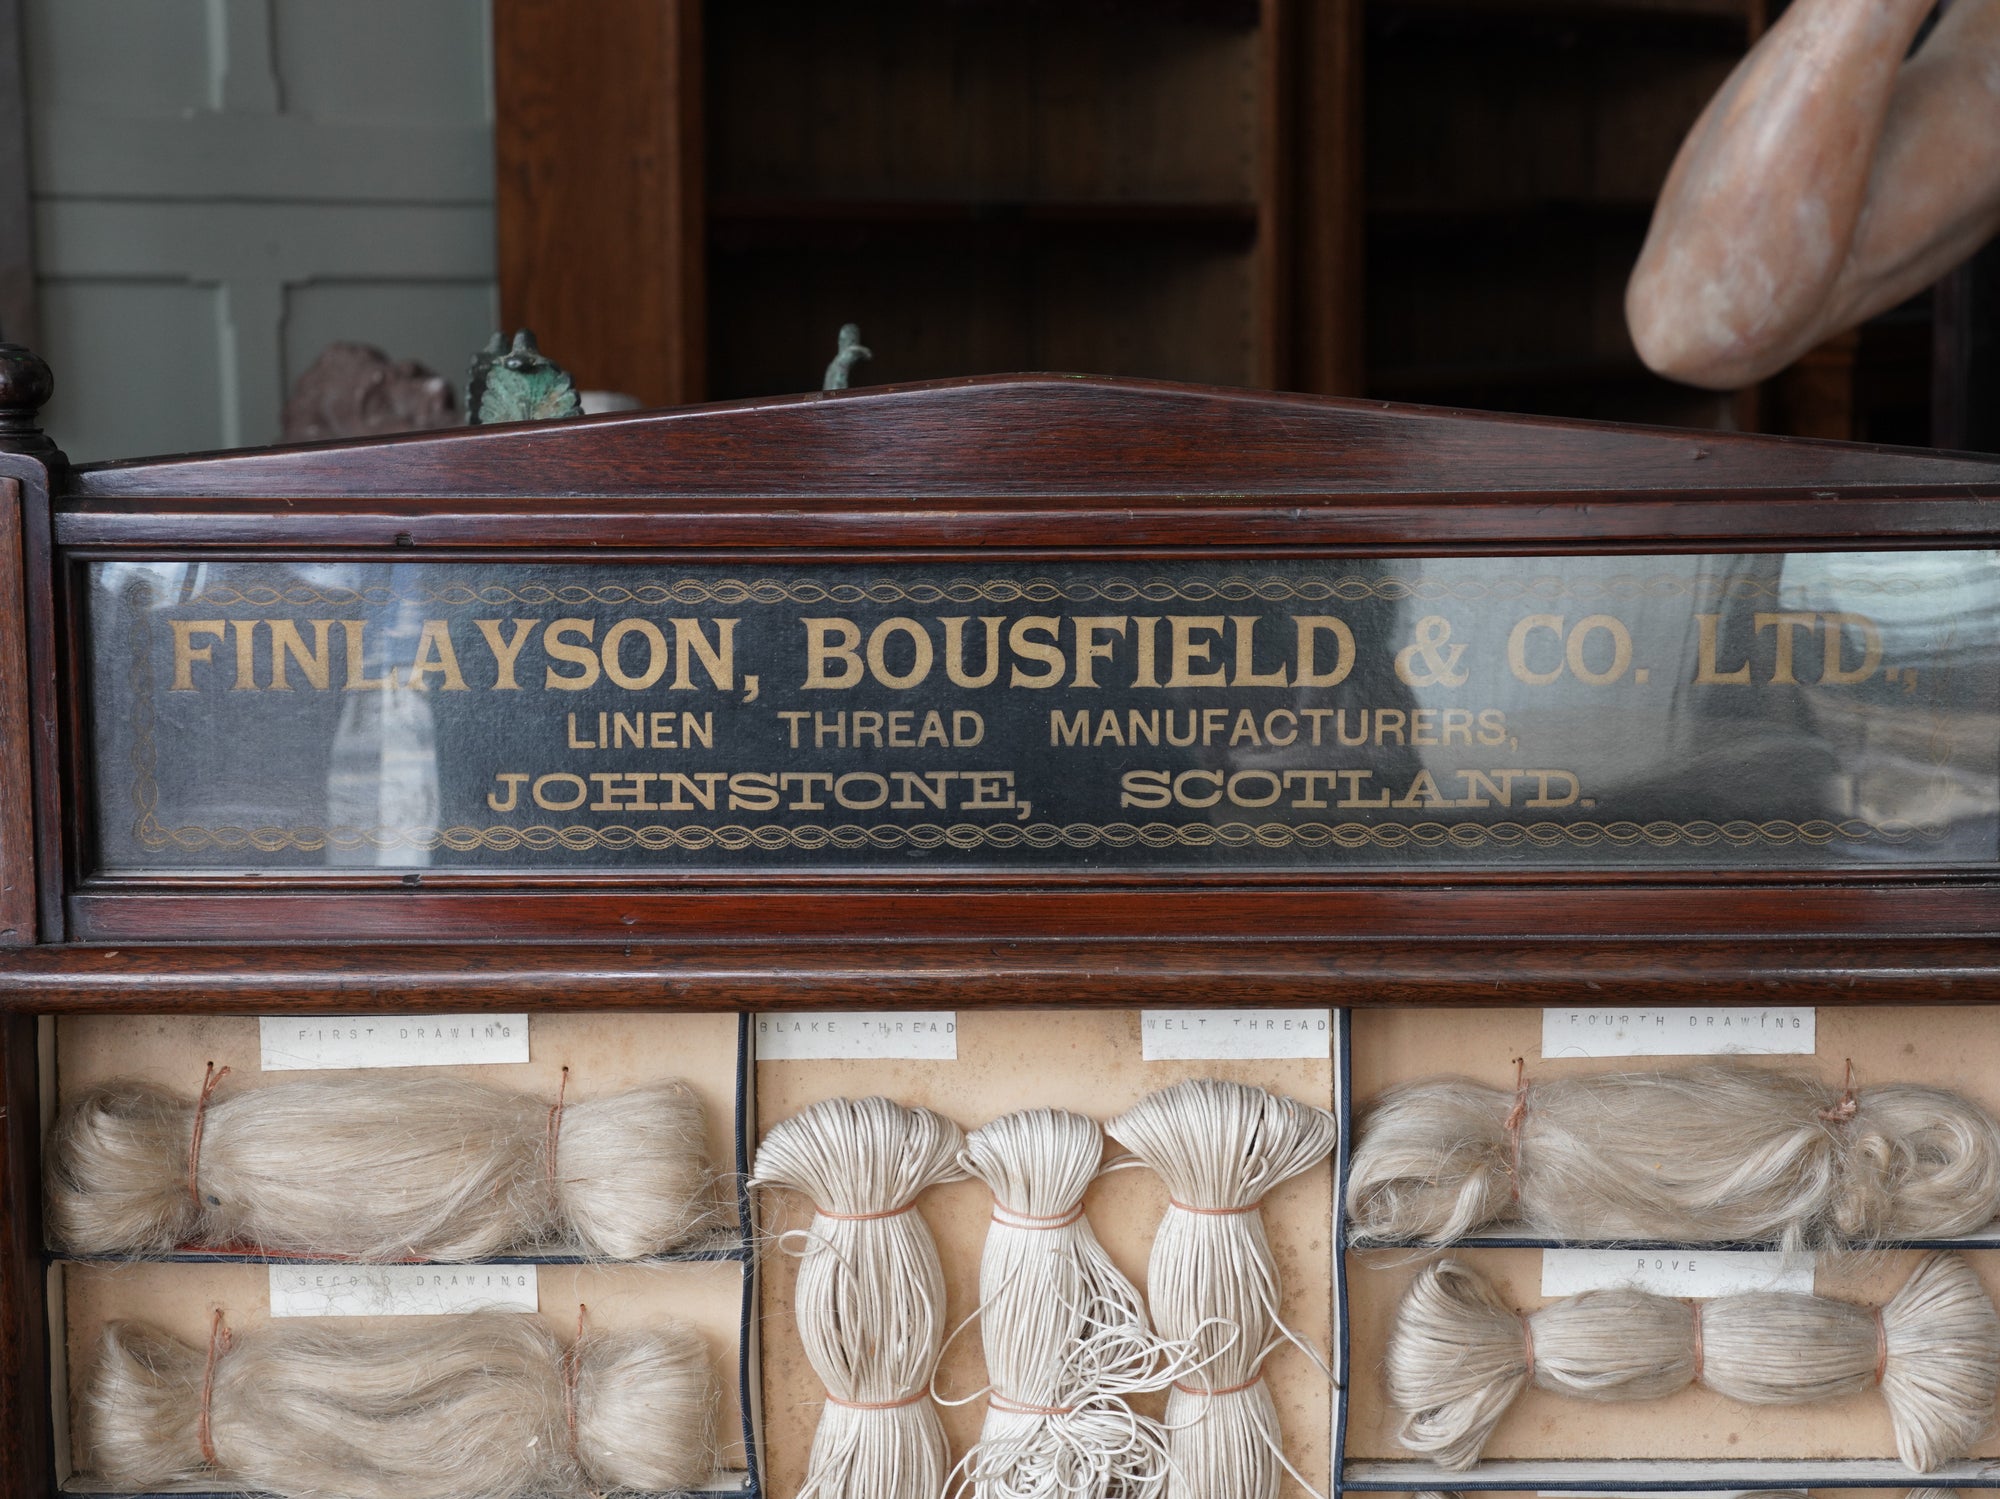 FINLAYSON, BOUSFIELD & CO. LTD.,
LINEN THREAD MANUFACTURERS,
JOHNSTONE, SCOTLAND.
FIRST DRAWING
BLAKE THREAD
WELT THREAD
FOURTH DRAWING
SECOND DRAWING
ROVE